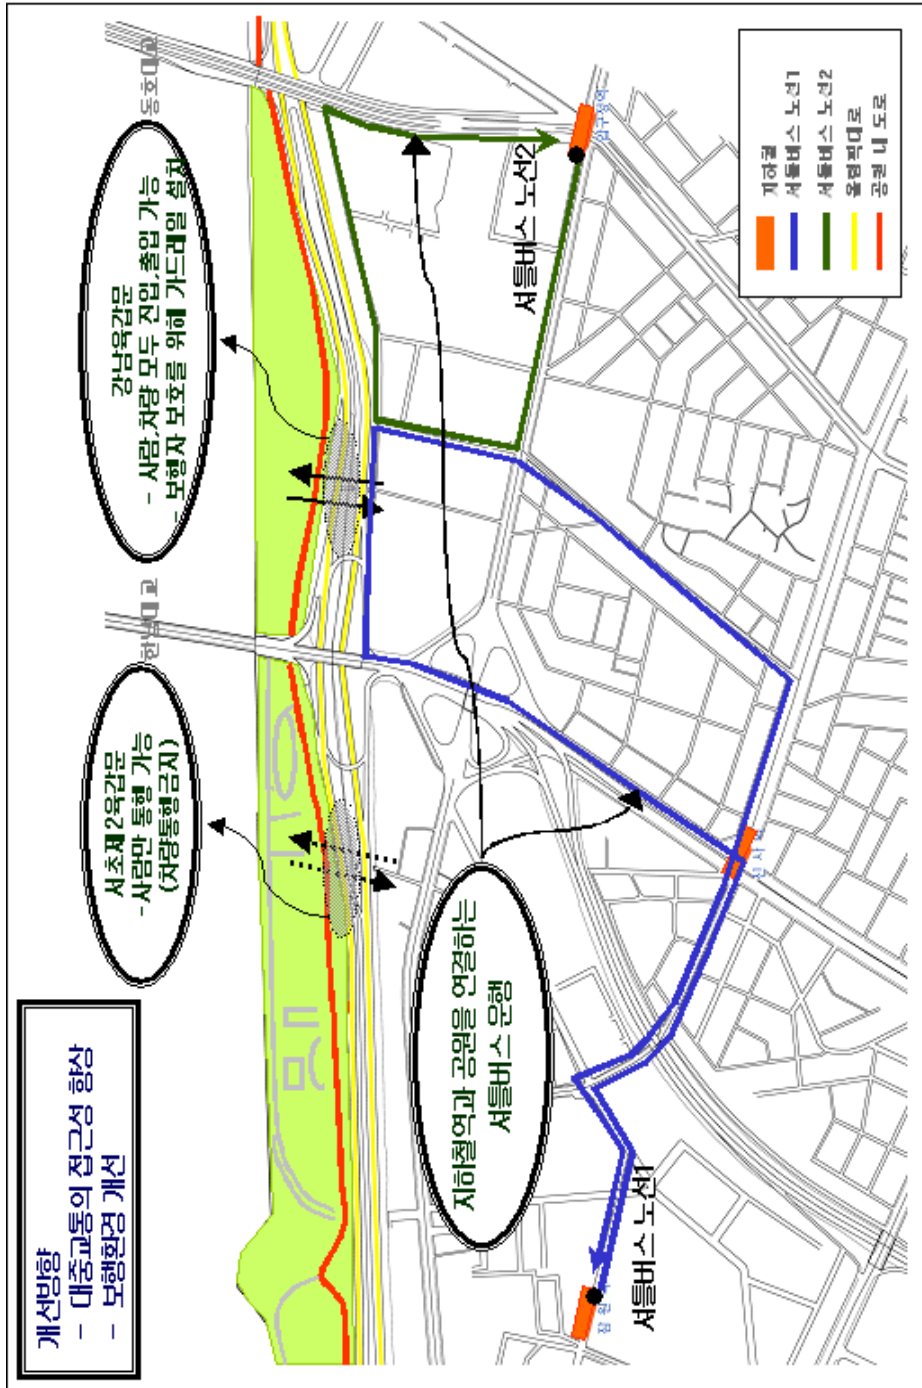 개선방향
- 대중교통의 접근성 향상
- 보행환경 개선
서초제2육갑문
-사람만 통행 가능
(차량통행금지)
한남대교
강남육갑문
- 사람,차량 모두 진입,출입 가능
- 보행자 보호를 위해 가드레일 설치
동호대교
지하철역과 공원을 연결하는
셔틀버스 운행
셔틀버스 노선2
압구정역
신사
잠원
셔틀버스 노선1
지하철
셔틀버스 노선1
셔틀버스 노선2
올림픽대로
공원 내 도로